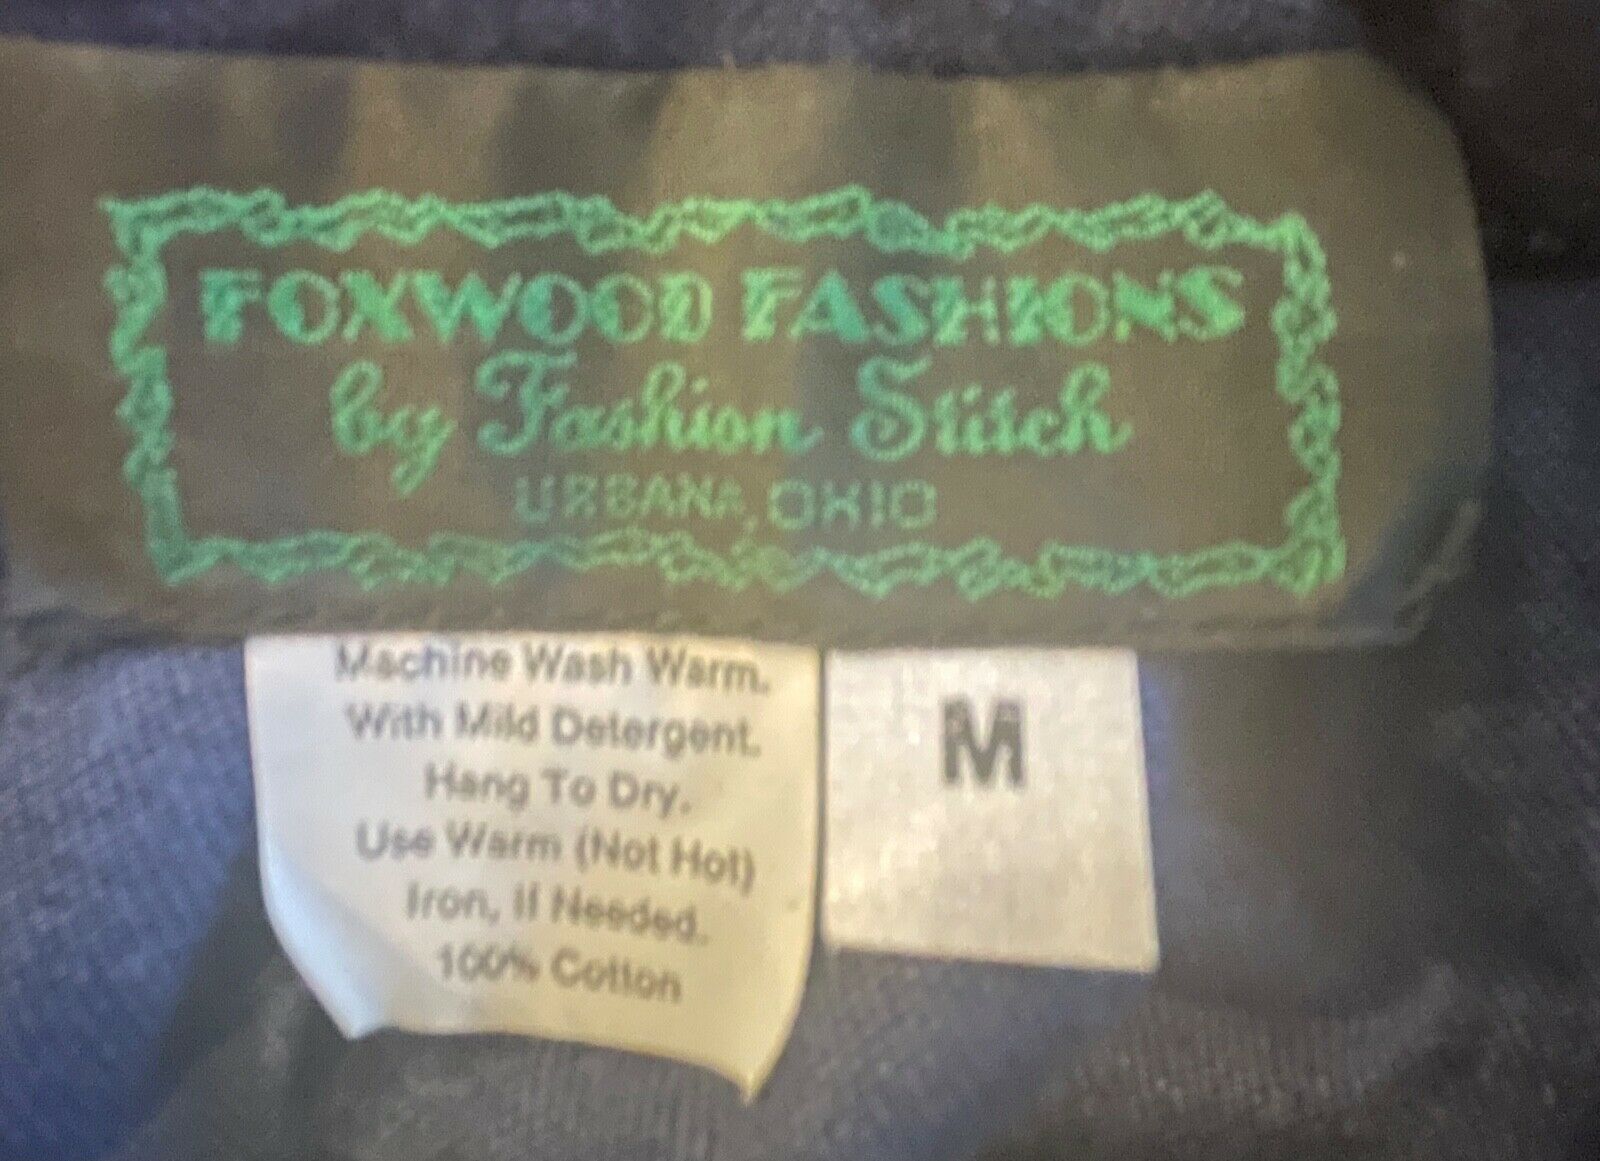 FOXWOOD FASHIONS
by Fashion Stitch
URBANA, OHIO
Machine Wash Warm.
With Mild Detergent.
Hang To Dry.
Use Warm (Not Hot)
Iron, If Needed.
100% Cotton
M